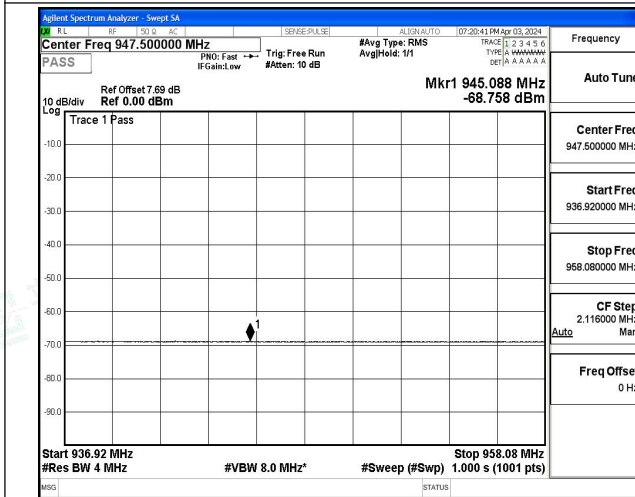 Agilent Spectrum Analyzer - Swept SA
LXI RL RF 50 Ω AC SENSE:PULSE ALIGN AUTO 07:20:41 PM Apr 03, 2024
Center Freq 947.500000 MHz #Avg Type: RMS TRACE 1 2 3 4 5 6
PASS PNO: Fast Trig: Free Run Avg|Hold: 1/1 TYPE A WWWWW
IFGain:Low #Atten: 10 dB DET A A A A A A
Mkr1 945.088 MHz
Ref Offset 7.69 dB
10 dB/div Ref 0.00 dBm -68.758 dBm
Log
Trace 1 Pass
-10.0
-20.0
-30.0
-40.0
-50.0
-60.0
1
-70.0
-80.0
-90.0
Start 936.92 MHz Stop 958.08 MHz
#Res BW 4 MHz #VBW 8.0 MHz* #Sweep (#Swp) 1.000 s (1001 pts)
MSG STATUS
Frequency
Auto Tune
Center Freq
947.500000 MHz
Start Freq
936.920000 MHz
Stop Freq
958.080000 MHz
CF Step
2.116000 MHz
Auto Man
Freq Offset
0 Hz